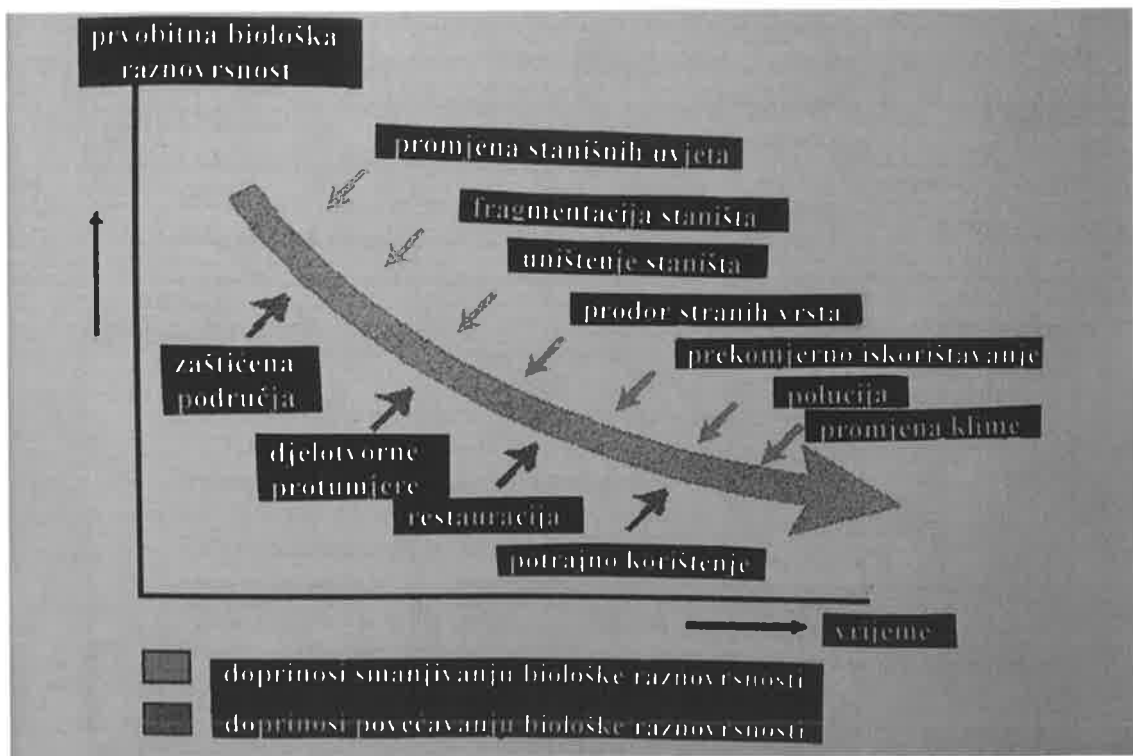 prvobitna biološka
raznovrsnost
promjena stanišnih uvjeta
fragmentacija staništa
uništenje staništa
prodor stranih vrsta
prekomjerno iskorištavanje
polucija
promjena klime
zaštićena
područja
djelotvorne
protumjere
restauracija
potrajno korištenje
vrijeme
doprinosi smanjivanju biološke raznovrsnosti
doprinosi povećavanju biološke raznovrsnosti